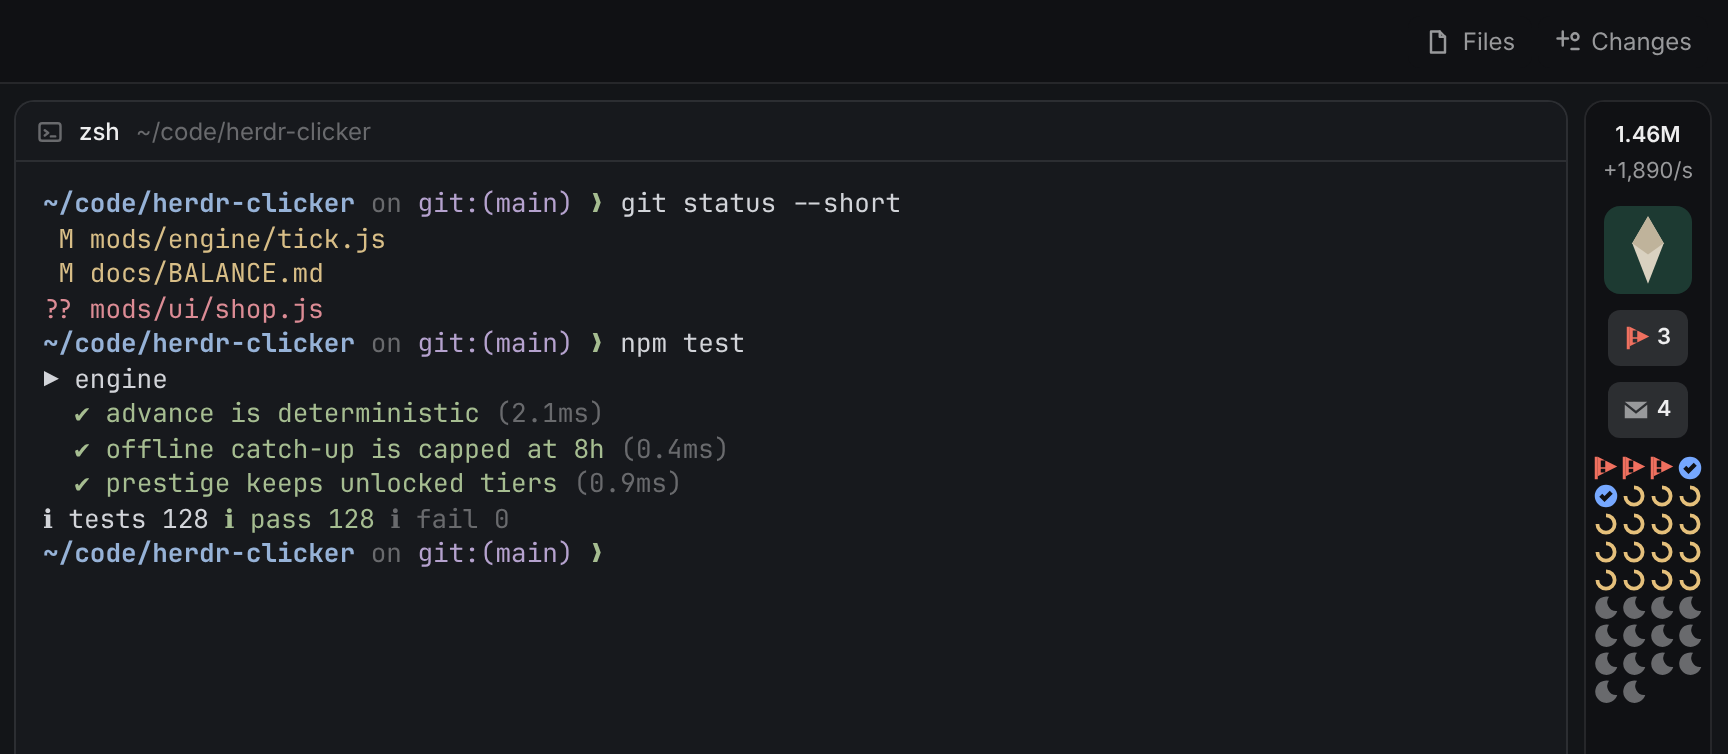 Files
Changes
zsh ~/code/herdr-clicker
~/code/herdr-clicker on git:(main) ❯ git status --short
 M mods/engine/tick.js
 M docs/BALANCE.md
?? mods/ui/shop.js
~/code/herdr-clicker on git:(main) ❯ npm test
▶ engine
  ✔ advance is deterministic (2.1ms)
  ✔ offline catch-up is capped at 8h (0.4ms)
  ✔ prestige keeps unlocked tiers (0.9ms)
ℹ tests 128 ℹ pass 128 ℹ fail 0
~/code/herdr-clicker on git:(main) ❯
1.46M
+1,890/s
3
4